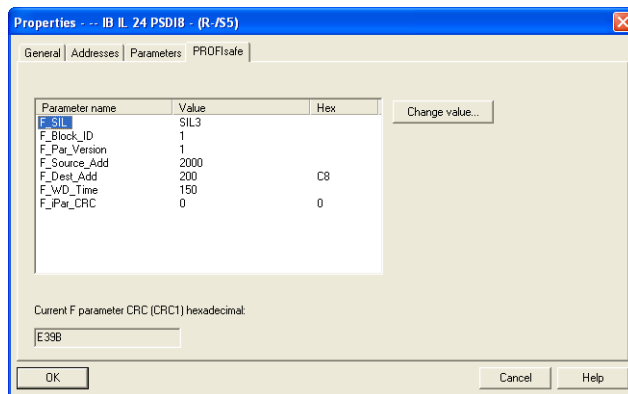 Properties - -- IB IL 24 PSDI8 - (R-/S5)
General Addresses Parameters PROFIsafe
Parameter name Value Hex
F_SIL SIL3
F_Block_ID 1
F_Par_Version 1
F_Source_Add 2000
F_Dest_Add 200 C8
F_WD_Time 150
F_iPar_CRC 0 0
Change value...
Current F parameter CRC (CRC1) hexadecimal:
E39B
OK Cancel Help